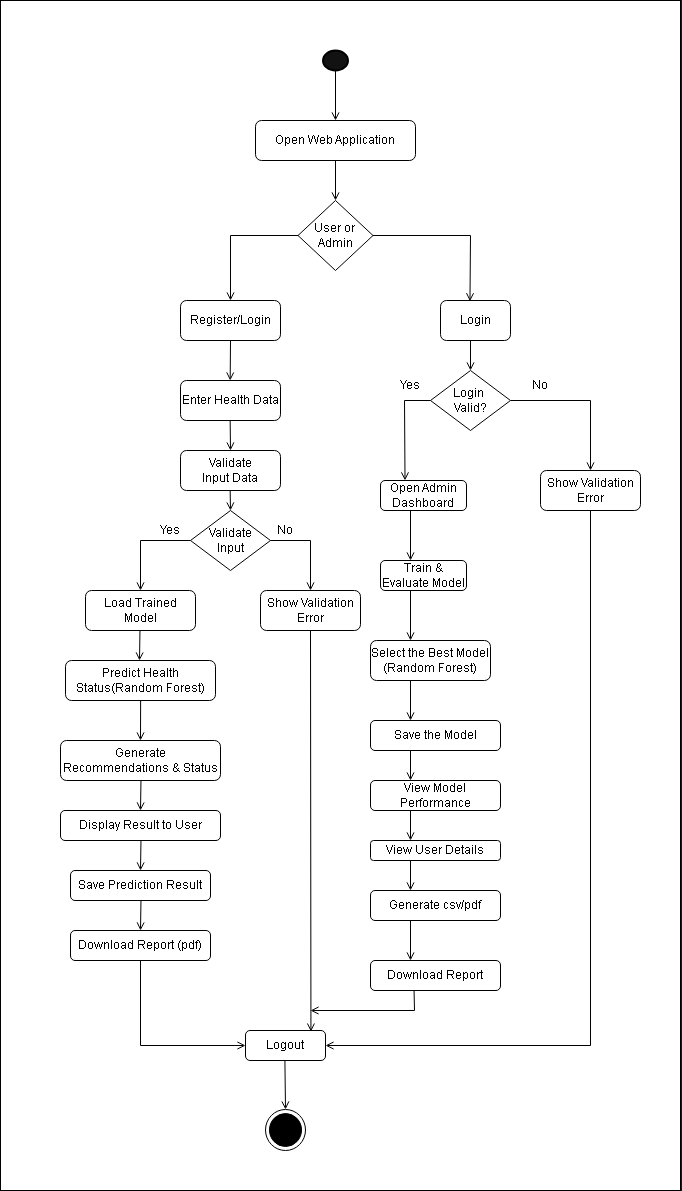 Open Web Application
User or
Admin
Register/Login
Login
Enter Health Data
Yes
Login
Valid?
No
Validate
Input Data
Open Admin
Dashboard
Show Validation
Error
Yes
Validate
Input
No
Train &
Evaluate Model
Load Trained
Model
Show Validation
Error
Select the Best Model
(Random Forest)
Predict Health
Status(Random Forest)
Save the Model
Generate
Recommendations & Status
View Model
Performance
Display Result to User
View User Details
Save Prediction Result
Generate csv/pdf
Download Report (pdf)
Download Report
Logout